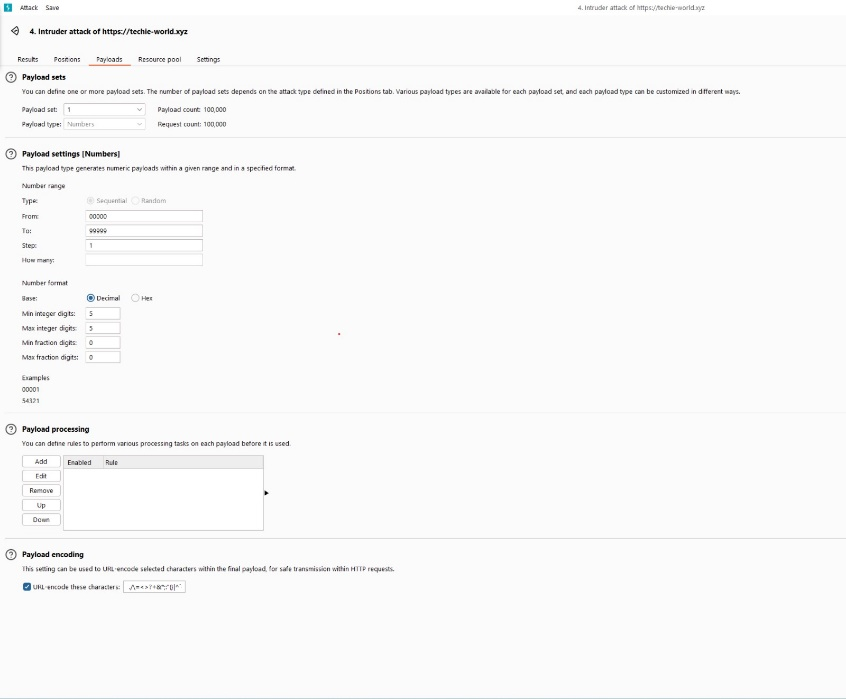 Attack Save 4. Intruder attack of https://techie-world.xyz
4. Intruder attack of https://techie-world.xyz
Results Positions Payloads Resource pool Settings
Payload sets
You can define one or more payload sets. The number of payload sets depends on the attack type defined in the Positions tab. Various payload types are available for each payload set, and each payload type can be customized in different ways.
Payload set: 1 Payload count: 100,000
Payload type: Numbers Request count: 100,000
Payload settings [Numbers]
This payload type generates numeric payloads within a given range and in a specified format.
Number range
Type: Sequential Random
From: 00000
To: 99999
Step: 1
How many:
Number format
Base: Decimal Hex
Min integer digits: 5
Max integer digits: 5
Min fraction digits: 0
Max fraction digits: 0
Examples
00001
54321
Payload processing
You can define rules to perform various processing tasks on each payload before it is used.
Add Enabled Rule
Edit
Remove
Up
Down
Payload encoding
This setting can be used to URL-encode selected characters within the final payload, for safe transmission within HTTP requests.
URL-encode these characters: